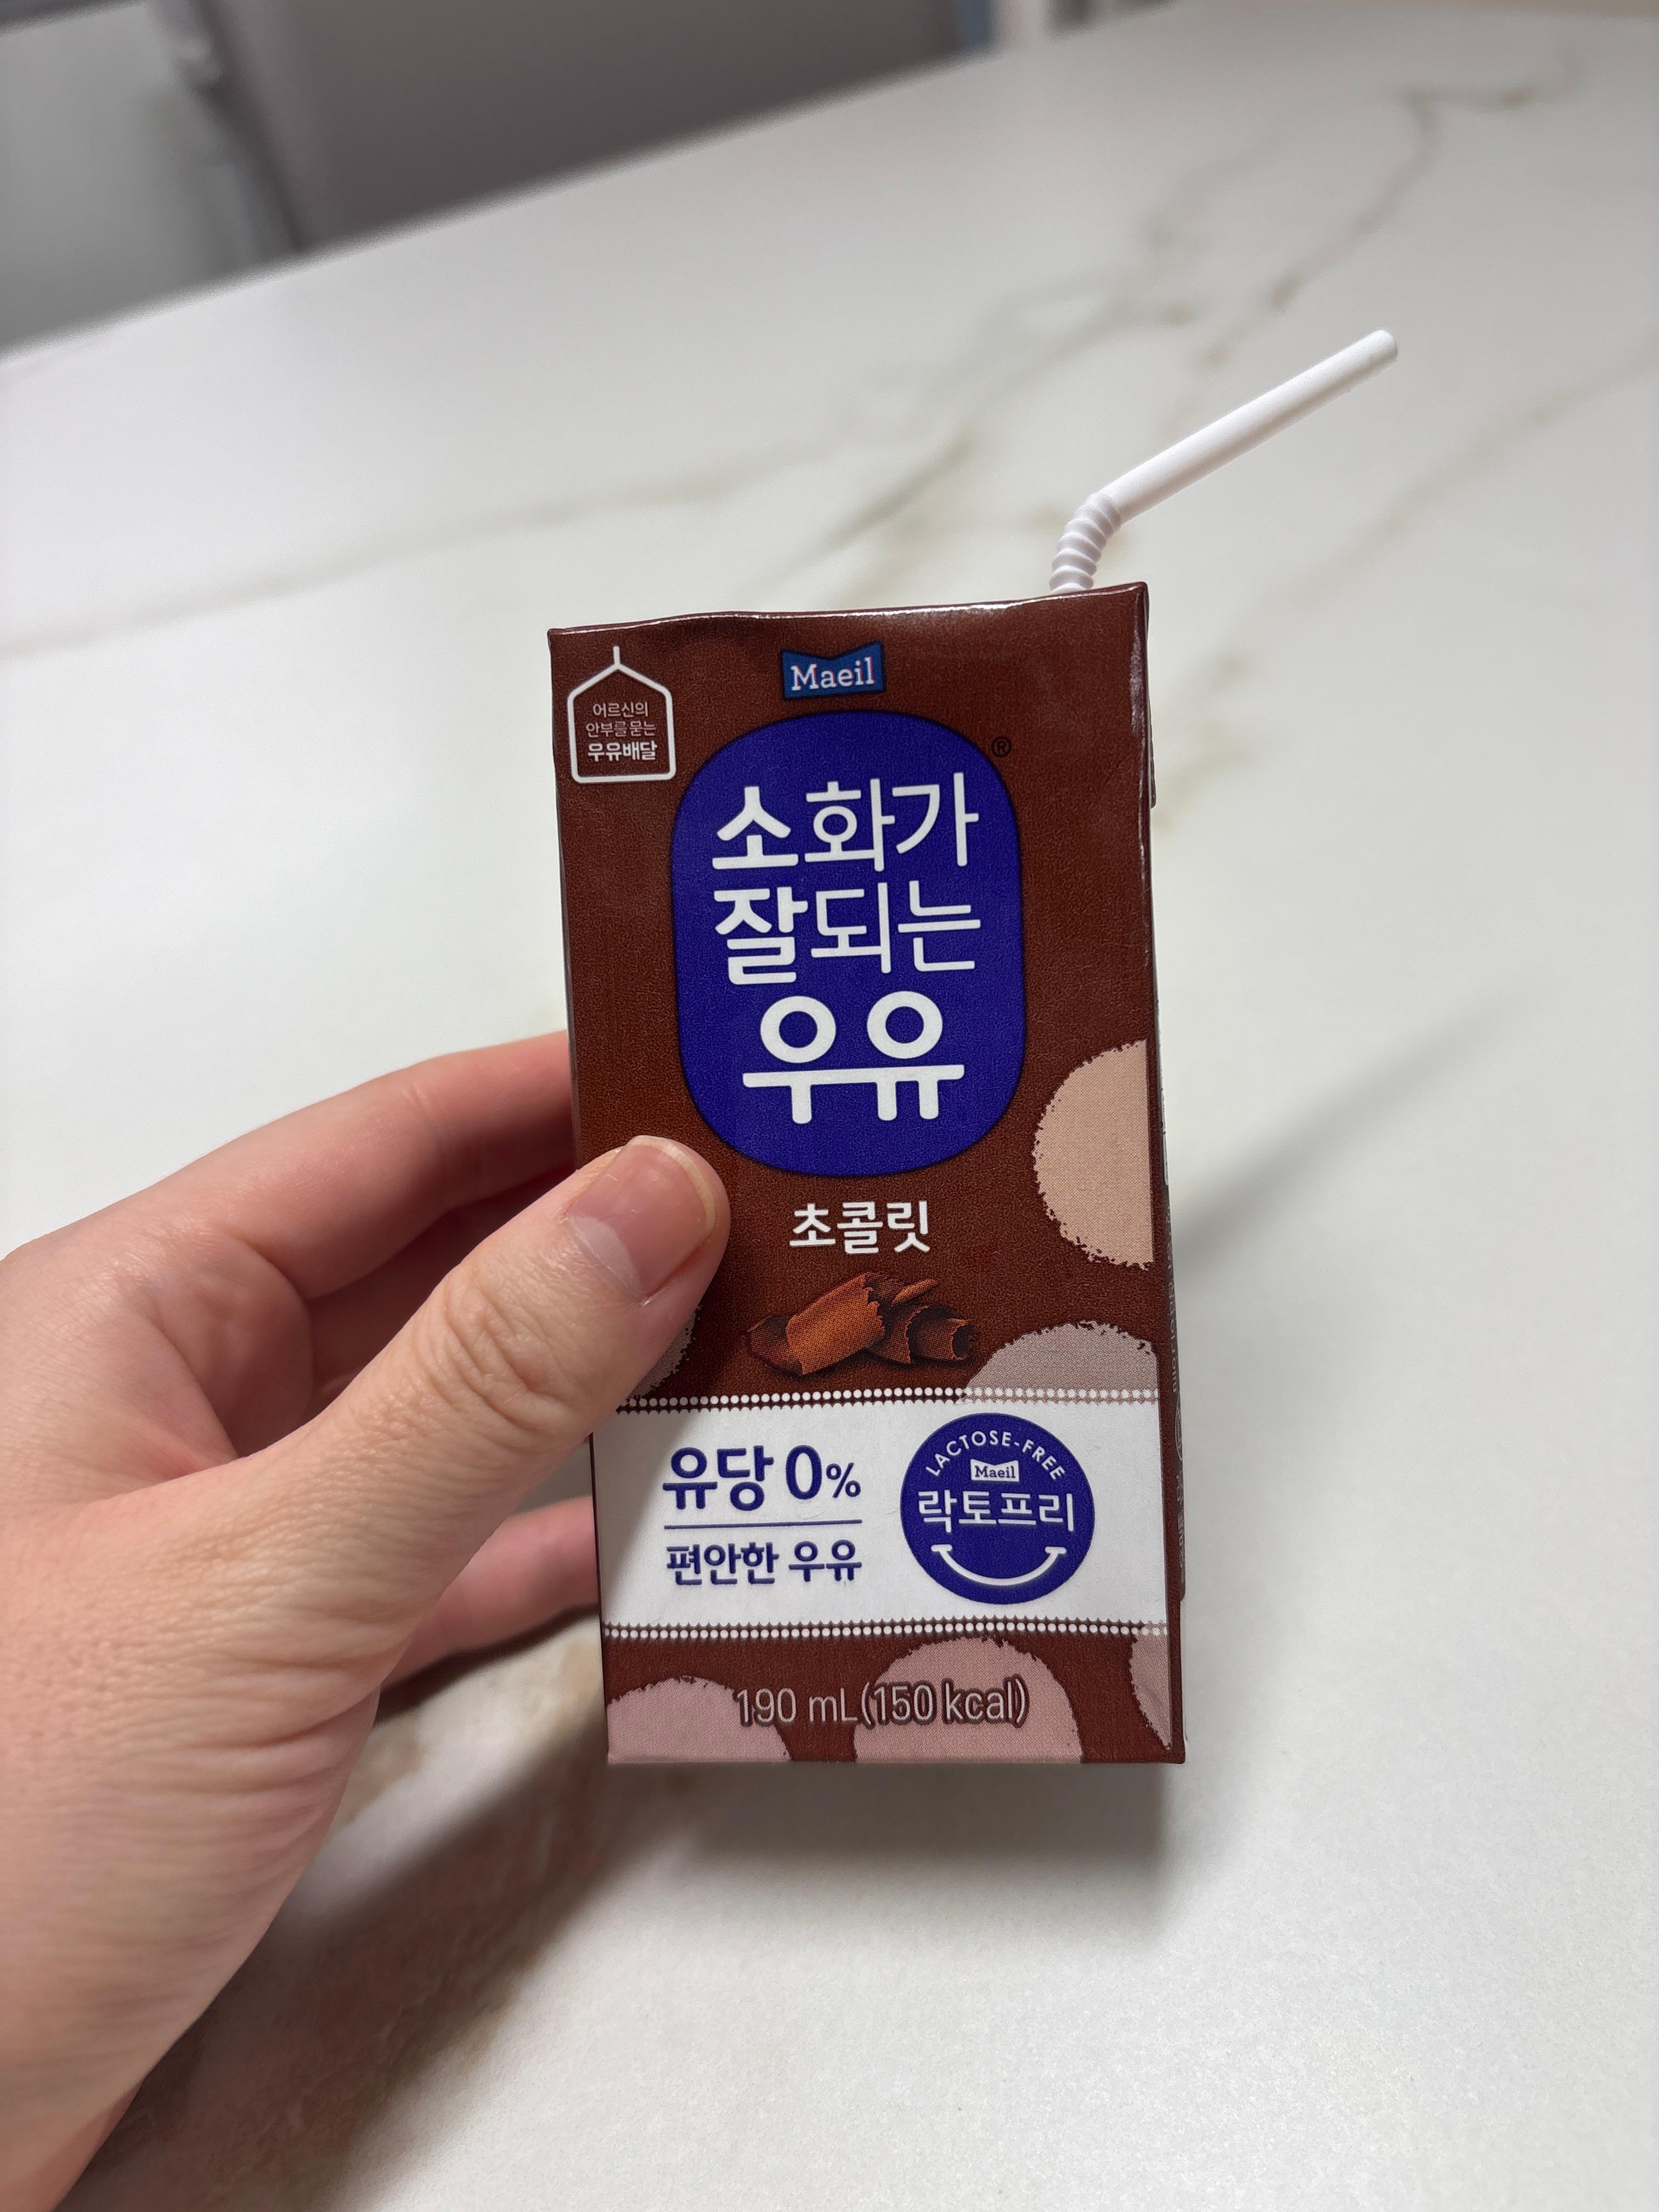 Maeil
어르신의
안부를 묻는
우유배달
®
소화가
잘되는
우유
초콜릿
유당 0%
편안한 우유
LACTOSE-FREE
Maeil
락토프리
190 mL(150 kcal)